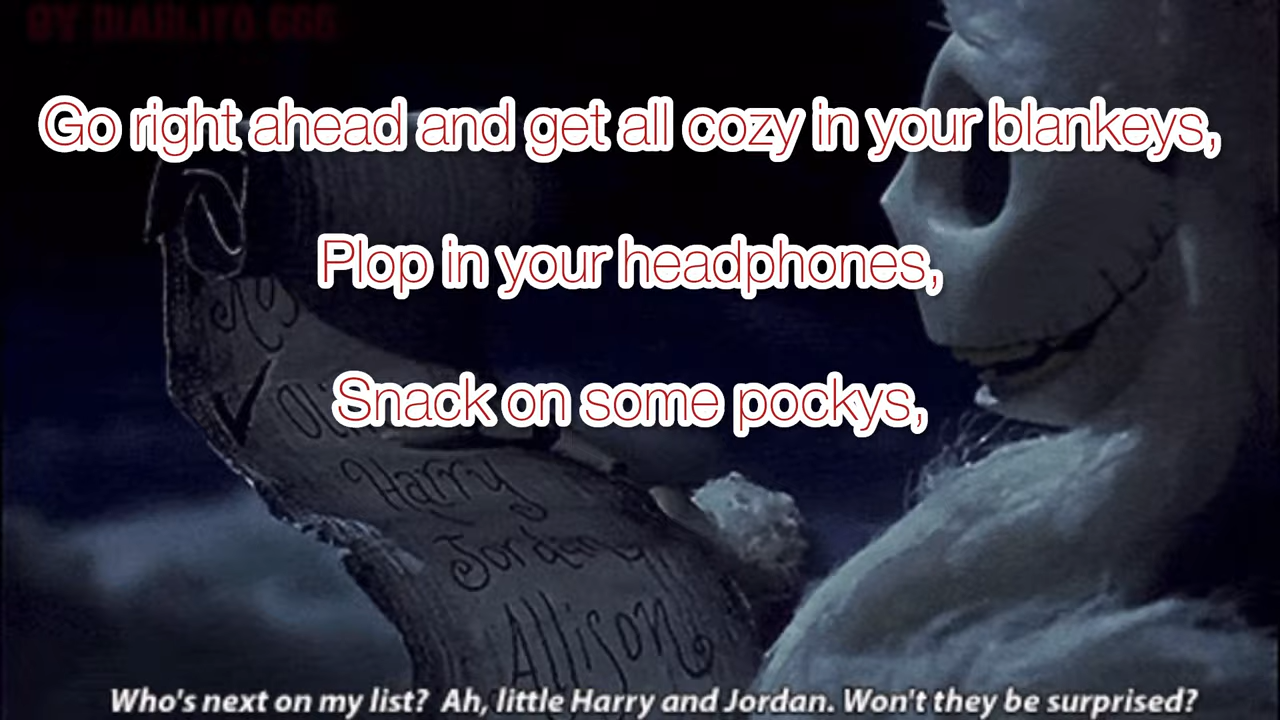 BY DIABLITO 666
Go right ahead and get all cozy in your blankeys,
Plop in your headphones,
Snack on some pockys,
Harry
Jordan
Allison
Who's next on my list? Ah, little Harry and Jordan. Won't they be surprised?